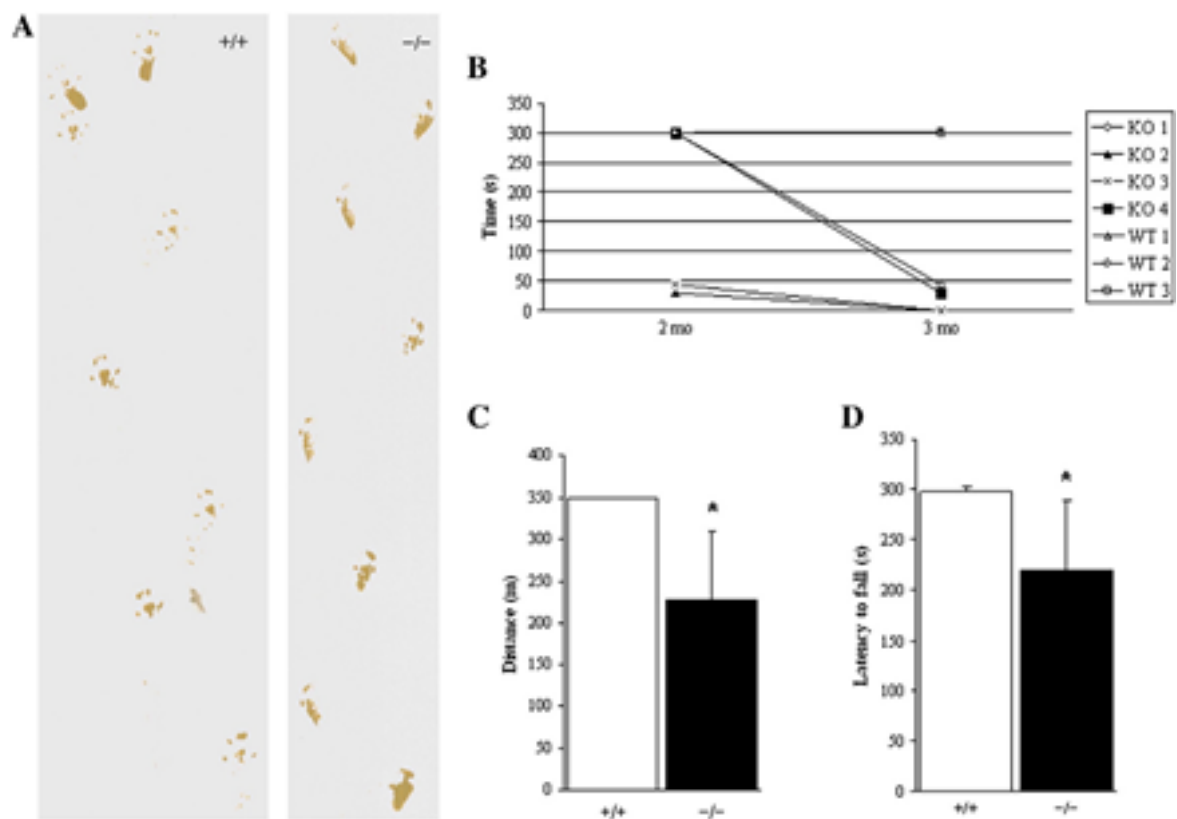 A
+/+
−/−
B
350
300
250
200
150
100
50
0
Time (s)
2 mo
3 mo
KO 1
KO 2
KO 3
KO 4
WT 1
WT 2
WT 3
C
400
350
300
250
200
150
100
50
0
Distance (m)
*
+/+
−/−
D
350
300
250
200
150
100
50
0
Latency to fall (s)
*
+/+
−/−